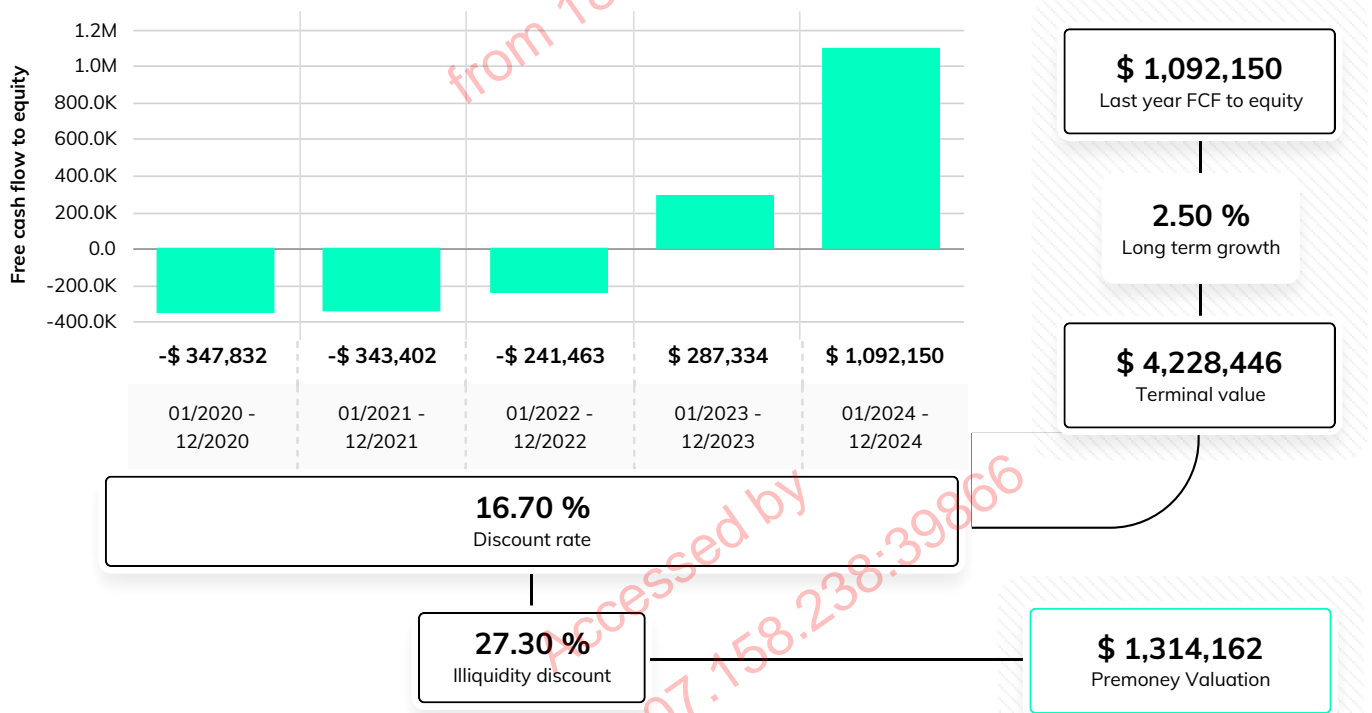 Free cash flow to equity
1.2M
1.0M
800.0K
600.0K
400.0K
200.0K
0.0
-200.0K
-400.0K
-$ 347,832
-$ 343,402
-$ 241,463
$ 287,334
$ 1,092,150
01/2020 -
12/2020
01/2021 -
12/2021
01/2022 -
12/2022
01/2023 -
12/2023
01/2024 -
12/2024
16.70 %
Discount rate
27.30 %
Illiquidity discount
$ 1,092,150
Last year FCF to equity
2.50 %
Long term growth
$ 4,228,446
Terminal value
$ 1,314,162
Premoney Valuation
Accessed by
from
07.158.238:39866